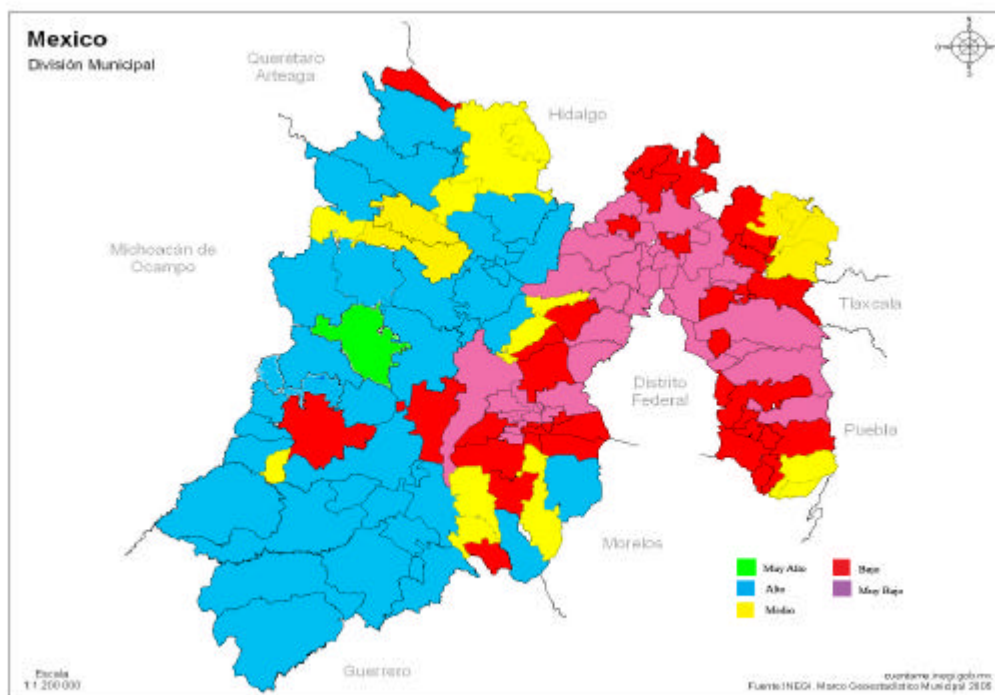 Mexico
División Municipal
Querétaro
Arteaga
Hidalgo
Michoacán de
Ocampo
Tlaxcala
Distrito
Federal
Puebla
Morelos
Guerrero
Muy Alto
Alto
Medio
Bajo
Muy Bajo
Escala
1:1 200 000
cuentame.inegi.gob.mx
Fuente INEGI. Marco Geoestadístico Municipal 2005